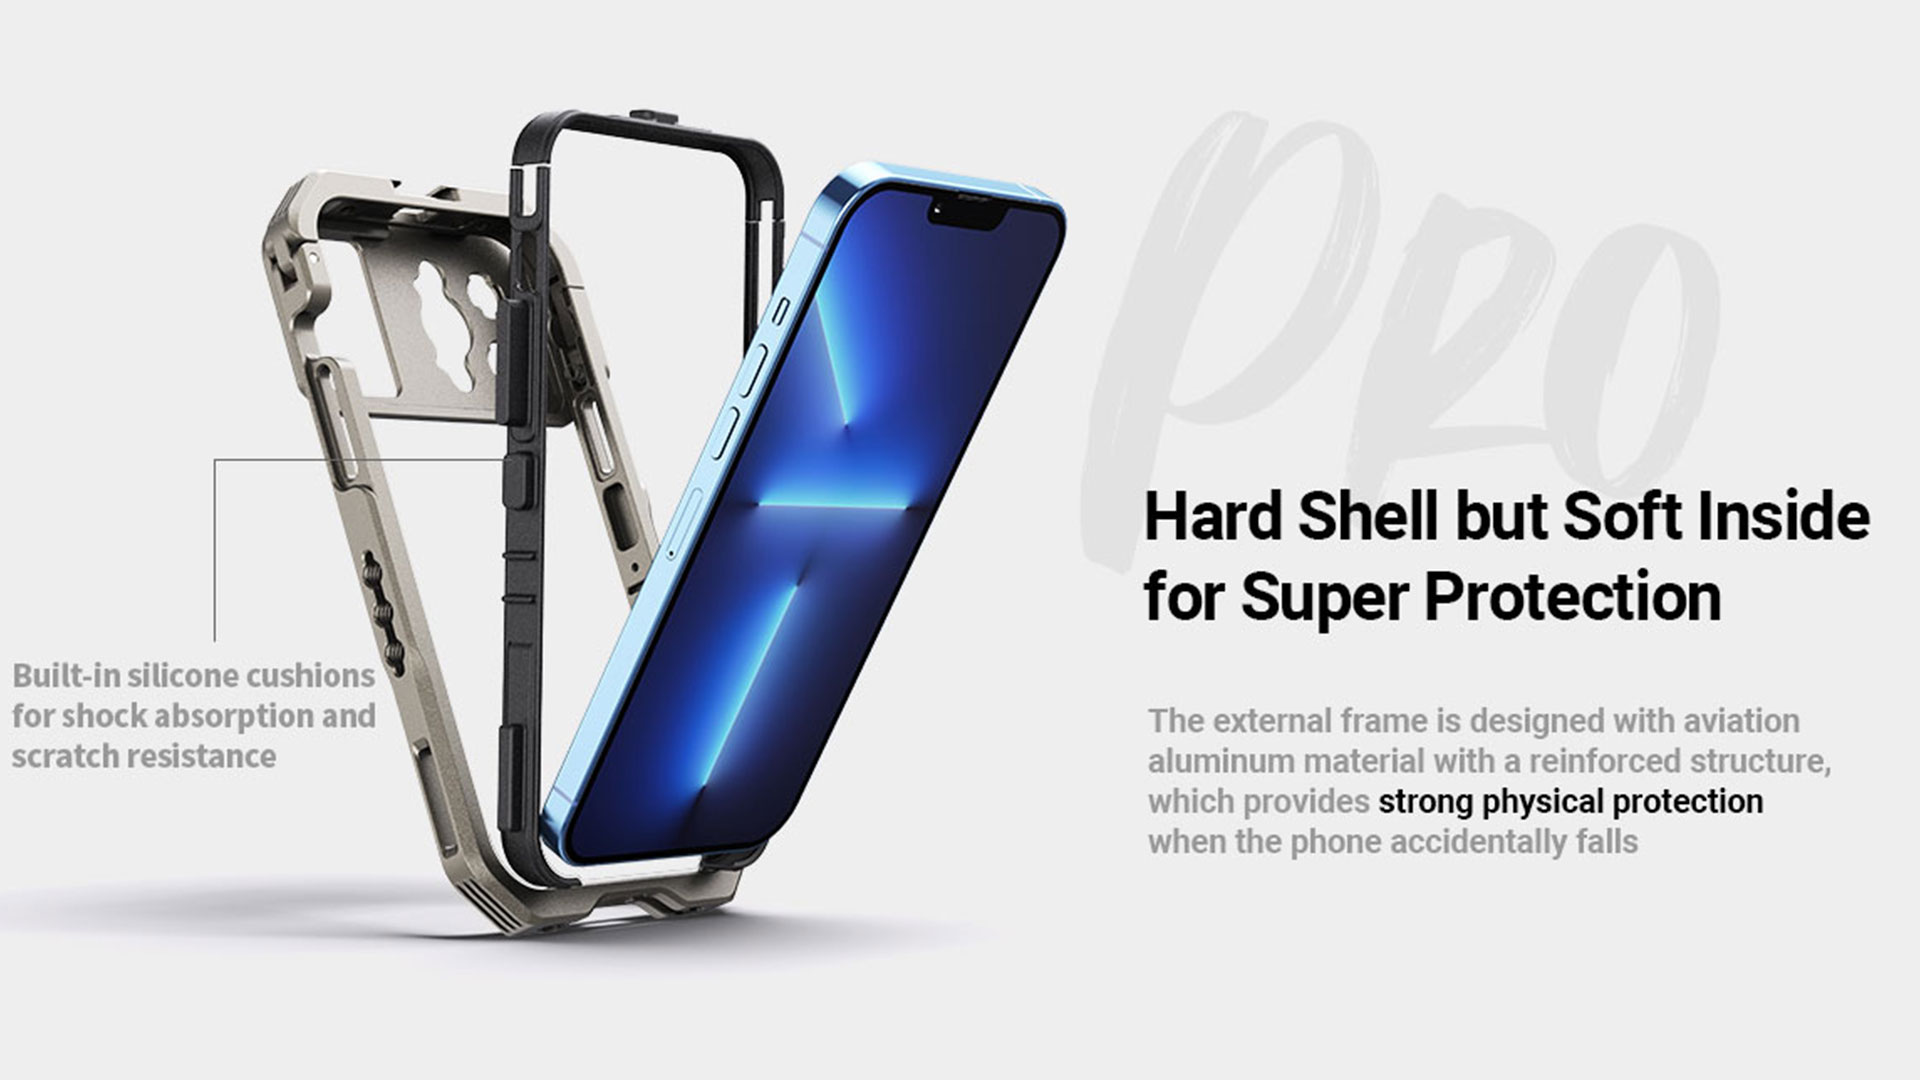 PRO
Hard Shell but Soft Inside
for Super Protection
The external frame is designed with aviation
aluminum material with a reinforced structure,
which provides strong physical protection
when the phone accidentally falls
Built-in silicone cushions
for shock absorption and
scratch resistance